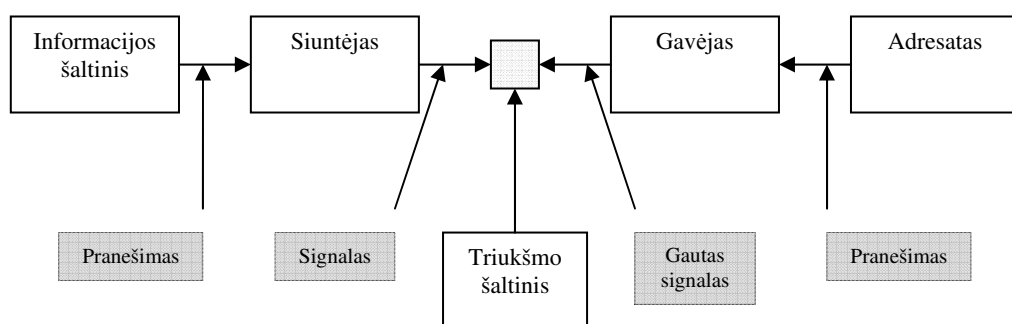 Informacijos
šaltinis
Siuntėjas
Gavėjas
Adresatas
Pranešimas
Signalas
Triukšmo
šaltinis
Gautas
signalas
Pranešimas